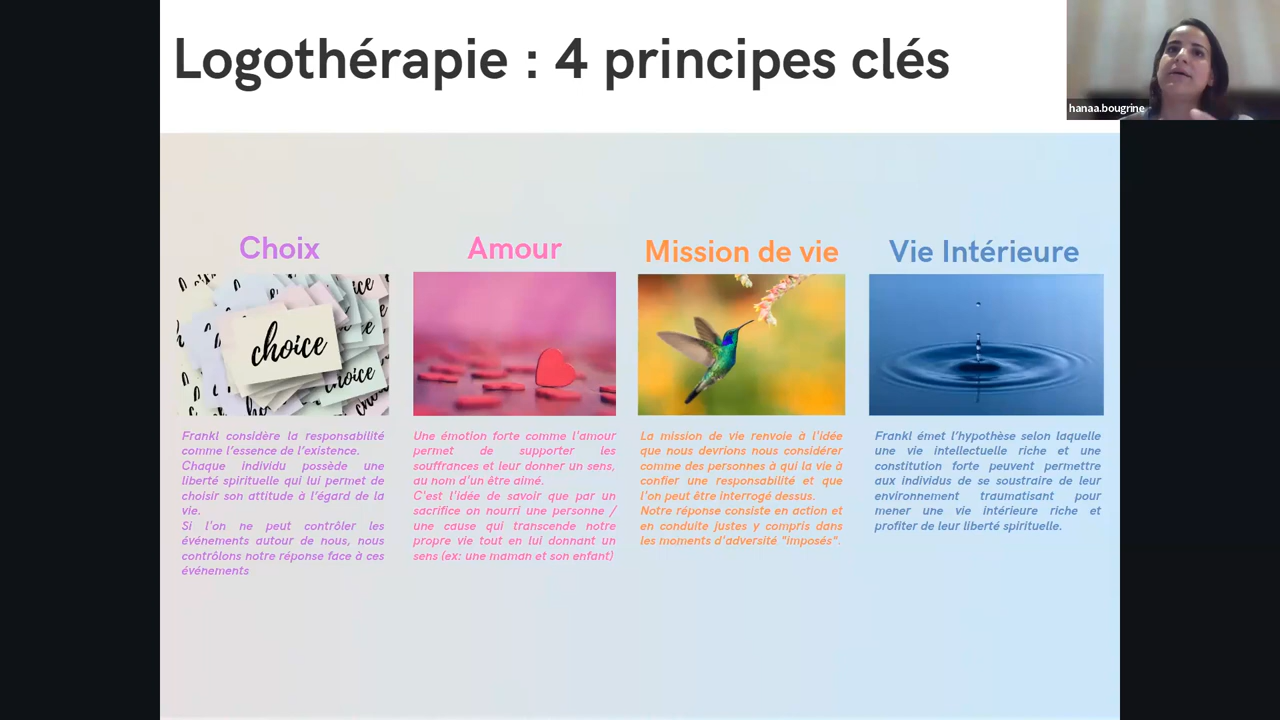 Logothérapie : 4 principes clés
hanaa.bougrine
Choix
choice
Frankl considère la responsabilité
comme l'essence de l'existence.
Chaque individu possède une
liberté spirituelle qui lui permet de
choisir son attitude à l'égard de la
vie.
Si l'on ne peut contrôler les
événements autour de nous, nous
contrôlons notre réponse face à ces
événements
Amour
Une émotion forte comme l'amour
permet de supporter les
souffrances et leur donner un sens,
au nom d'un être aimé.
C'est l'idée de savoir que par un
sacrifice on nourri une personne /
une cause qui transcende notre
propre vie tout en lui donnant un
sens (ex: une maman et son enfant)
Mission de vie
La mission de vie renvoie à l'idée
que nous devrions nous considérer
comme des personnes à qui la vie à
confier une responsabilité et que
l'on peut être interrogé dessus.
Notre réponse consiste en action et
en conduite justes y compris dans
les moments d'adversité "imposés".
Vie Intérieure
Frankl émet l'hypothèse selon laquelle
une vie intellectuelle riche et une
constitution forte peuvent permettre
aux individus de se soustraire de leur
environnement traumatisant pour
mener une vie intérieure riche et
profiter de leur liberté spirituelle.